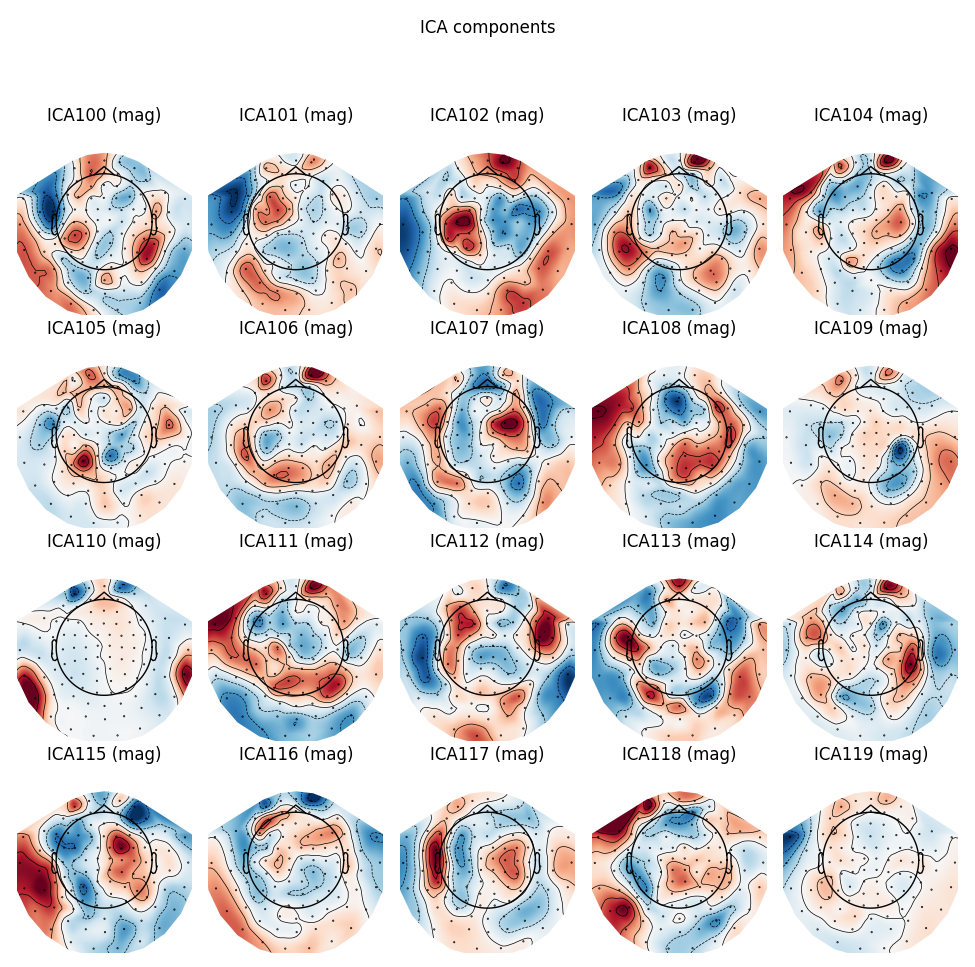 ICA components
ICA100 (mag) ICA101 (mag) ICA102 (mag) ICA103 (mag) ICA104 (mag)
ICA105 (mag) ICA106 (mag) ICA107 (mag) ICA108 (mag) ICA109 (mag)
ICA110 (mag) ICA111 (mag) ICA112 (mag) ICA113 (mag) ICA114 (mag)
ICA115 (mag) ICA116 (mag) ICA117 (mag) ICA118 (mag) ICA119 (mag)